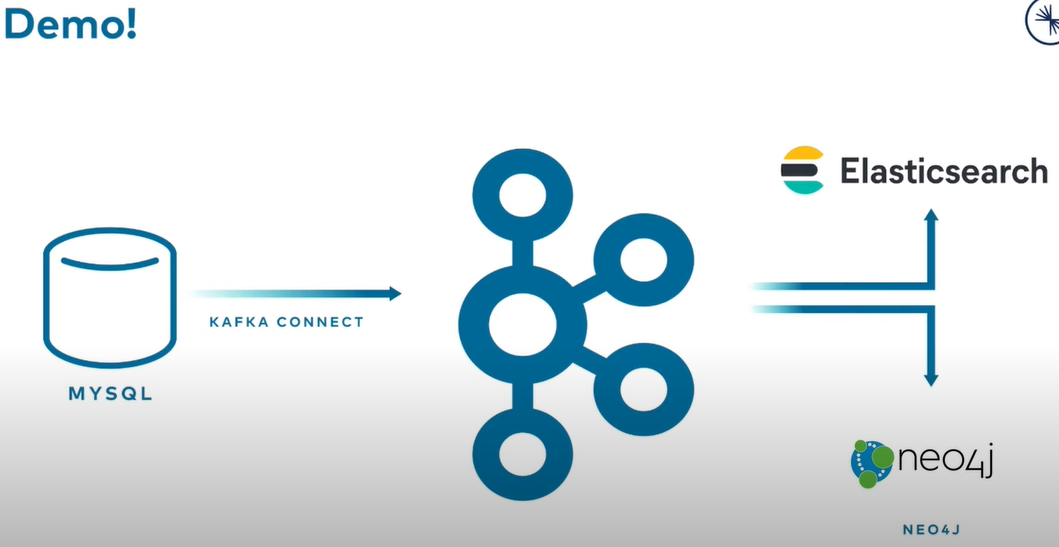 Demo!
Elasticsearch
KAFKA CONNECT
MYSQL
neo4j
NEO4J